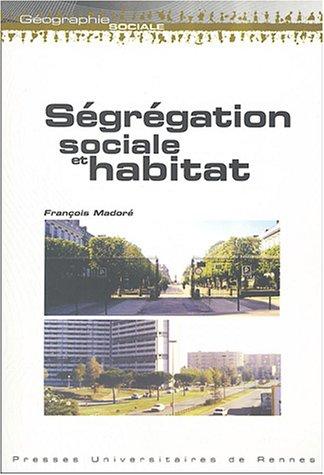 Géographie
SOCIALE
Ségrégation
sociale
et habitat
François Madoré
Presses Universitaires de Rennes